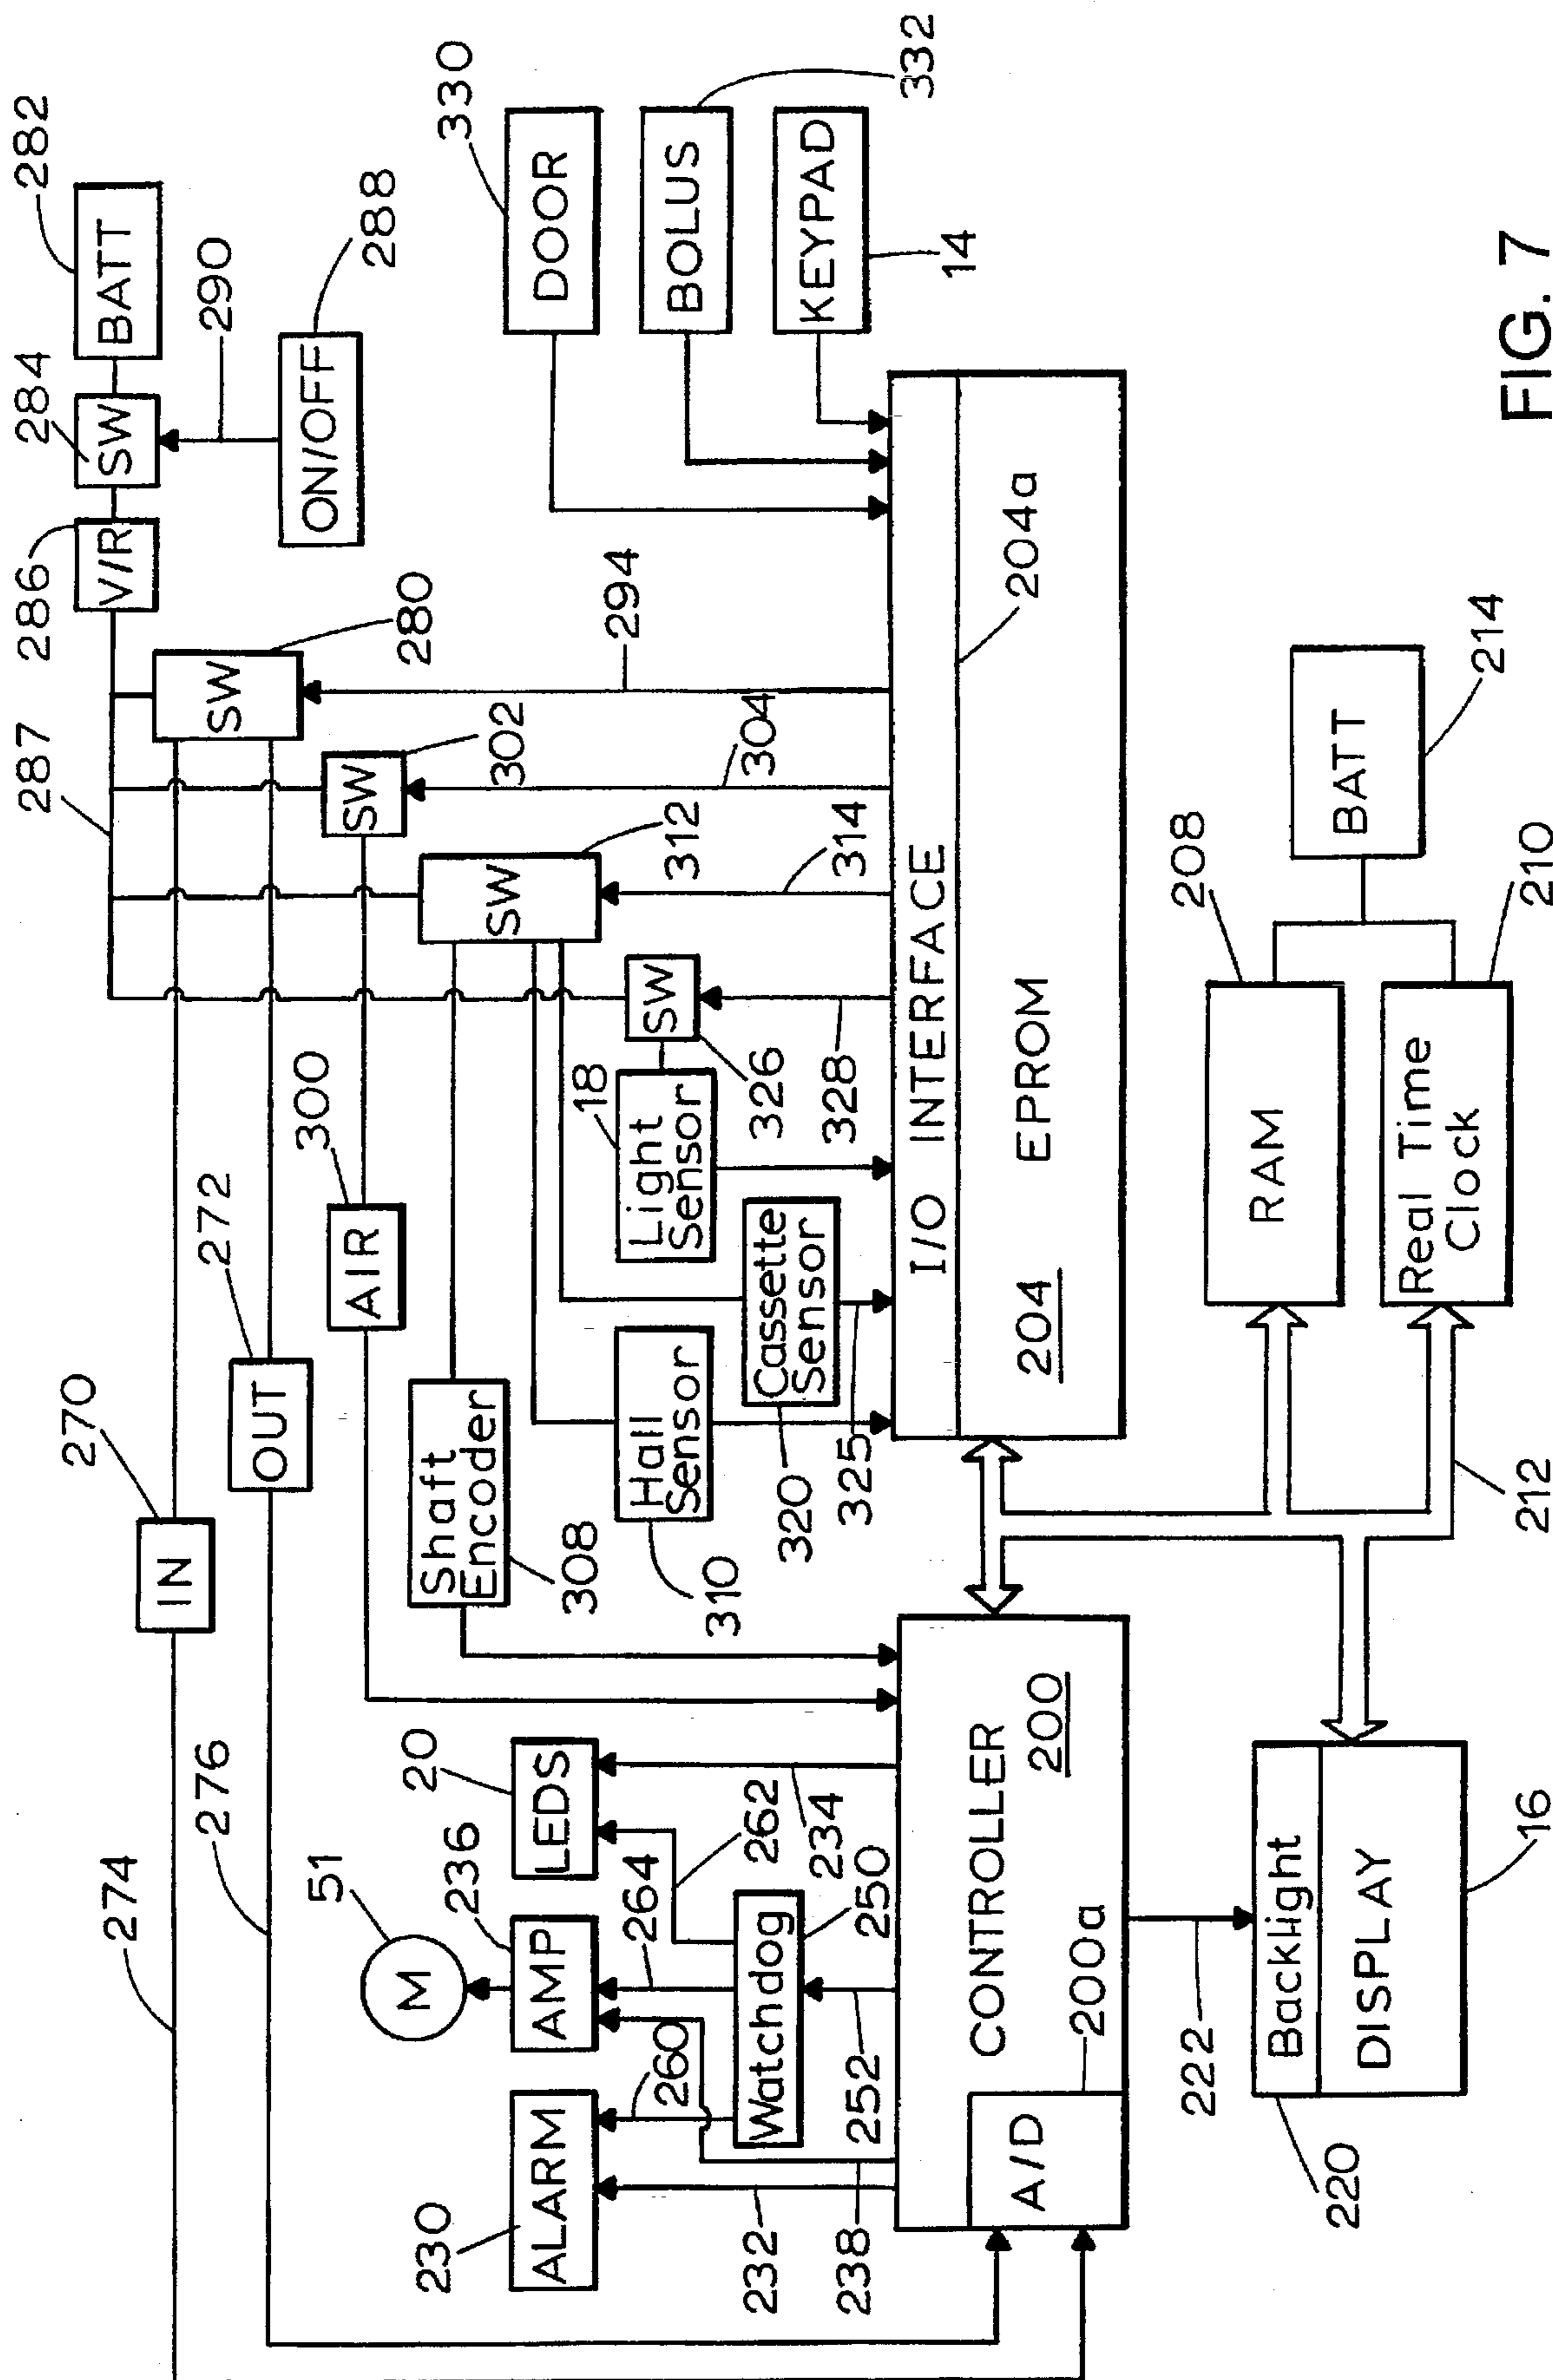 282
BATT
284
SW
290
286
V/R
ON/OFF
288
330
DOOR
BOLUS
332
KEYPAD
14
287
SW
280
294
SW
302
304
SW
312
314
SW
326
328
18
Light
Sensor
300
AIR
272
OUT
270
IN
274
276
Shaft
Encoder
308
Hall
Sensor
310
Cassette
Sensor
320
325
I/O INTERFACE
204a
204
EPROM
20
LEDS
51
M
236
AMP
230
ALARM
262
264
260
Watchdog
250
252
234
232
238
CONTROLLER
200
A/D
200a
222
Backlight
220
DISPLAY
16
208
RAM
Real Time
Clock
210
BATT
214
212
FIG. 7